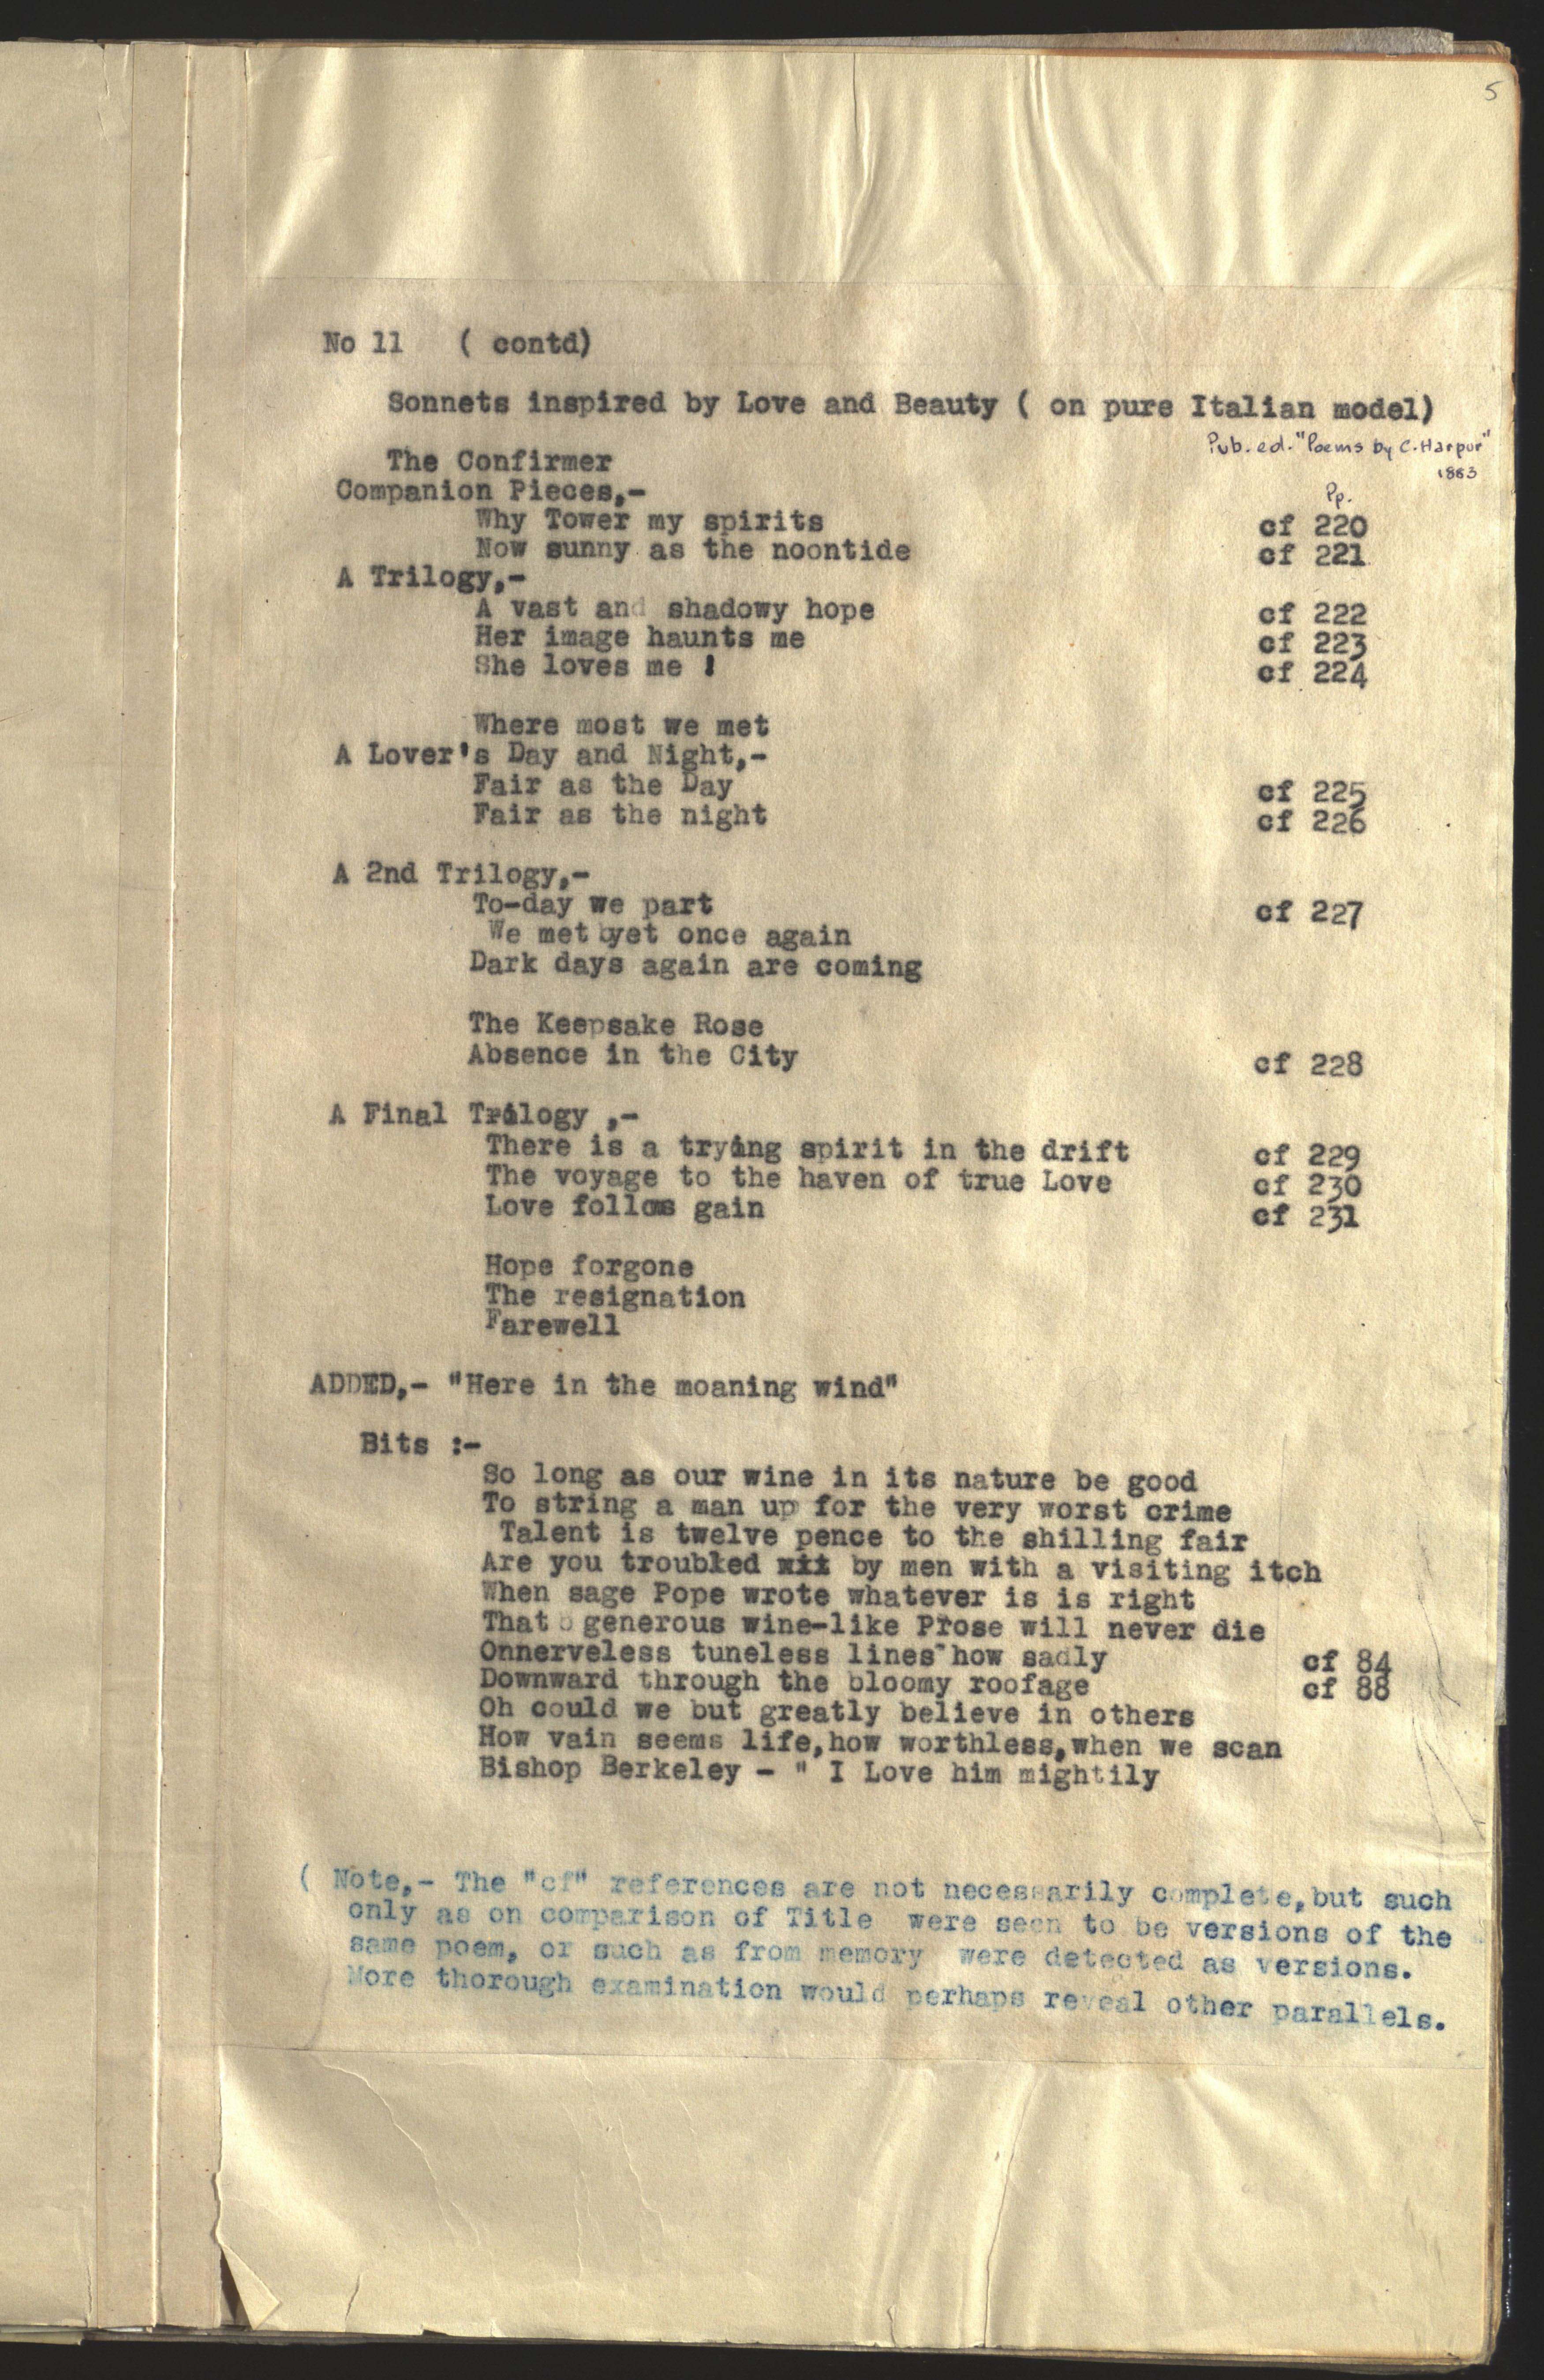 5
No 11 ( contd)
Sonnets inspired by Love and Beauty ( on pure Italian model)
Pub. ed. "Poems by C. Harpur"
1883
The Confirmer
Companion Pieces,-
Pp.
Why Tower my spirits cf 220
Now sunny as the noontide cf 221
A Trilogy,-
A vast and shadowy hope cf 222
Her image haunts me cf 223
She loves me ! cf 224
Where most we met
A Lover's Day and Night,-
Fair as the Day cf 225
Fair as the night cf 226
A 2nd Trilogy,-
To-day we part cf 227
We met yet once again
Dark days again are coming
The Keepsake Rose
Absence in the City cf 228
A Final Trilogy ,-
There is a trying spirit in the drift cf 229
The voyage to the haven of true Love cf 230
Love follows gain cf 231
Hope forgone
The resignation
Farewell
ADDED,- "Here in the moaning wind"
Bits :-
So long as our wine in its nature be good
To string a man up for the very worst crime
Talent is twelve pence to the shilling fair
Are you troubled by men with a visiting itch
When sage Pope wrote whatever is is right
That generous wine-like Prose will never die
Onnerveless tuneless lines how sadly cf 84
Downward through the bloomy roofage cf 88
Oh could we but greatly believe in others
How vain seems life,how worthless,when we scan
Bishop Berkeley - " I Love him mightily
( Note,- The "cf" references are not necessarily complete,but such
only as on comparison of Title were seen to be versions of the
same poem, or such as from memory were detected as versions.
More thorough examination would perhaps reveal other parallels.